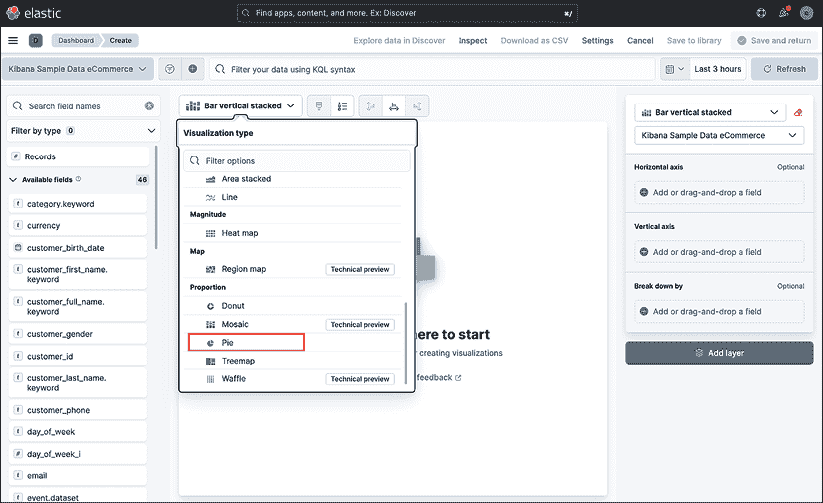 elastic
Find apps, content, and more. Ex: Discover
⌘/
D
Dashboard
Create
Explore data in Discover
Inspect
Download as CSV
Settings
Cancel
Save to library
Save and return
Kibana Sample Data eCommerce
Filter your data using KQL syntax
Last 3 hours
Refresh
Search field names
Filter by type 0
Records
Available fields
46
category.keyword
currency
customer_birth_date
customer_first_name.
keyword
customer_full_name.
keyword
customer_gender
customer_id
customer_last_name.
keyword
customer_phone
day_of_week
day_of_week_i
email
event.dataset
Bar vertical stacked
Visualization type
Filter options
Area stacked
Line
Magnitude
Heat map
Map
Region map
Technical preview
Proportion
Donut
Mosaic
Technical preview
Pie
Treemap
Waffle
Technical preview
here to start
creating visualizations
feedback
Bar vertical stacked
Kibana Sample Data eCommerce
Horizontal axis
Optional
Add or drag-and-drop a field
Vertical axis
Add or drag-and-drop a field
Break down by
Optional
Add or drag-and-drop a field
Add layer